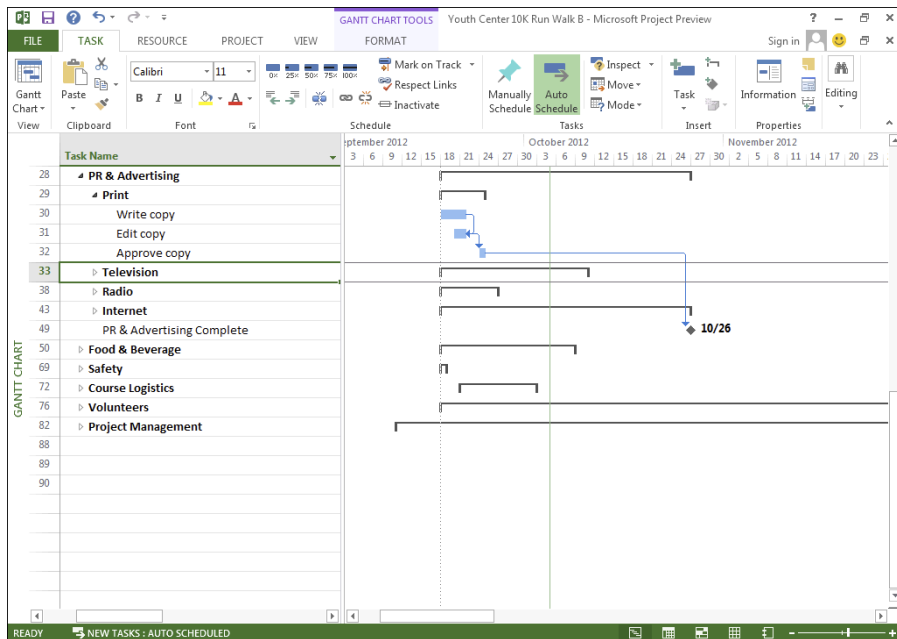 GANTT CHART TOOLS Youth Center 10K Run Walk B - Microsoft Project Preview
FILE TASK RESOURCE PROJECT VIEW FORMAT Sign in
Gantt Chart
Paste
Calibri 11
B I U A
0% 25% 50% 75% 100%
Mark on Track
Respect Links
Inactivate
Manually Schedule
Auto Schedule
Inspect
Move
Mode
Task
Information
Editing
View Clipboard Font Schedule Tasks Insert Properties
Task Name
eptember 2012 October 2012 November 2012
3 6 9 12 15 18 21 24 27 30 3 6 9 12 15 18 21 24 27 30 2 5 8 11 14 17 20 23
28 PR & Advertising
29 Print
30 Write copy
31 Edit copy
32 Approve copy
33 Television
38 Radio
43 Internet
49 PR & Advertising Complete 10/26
50 Food & Beverage
69 Safety
72 Course Logistics
76 Volunteers
82 Project Management
88
89
90
GANTT CHART
READY NEW TASKS : AUTO SCHEDULED